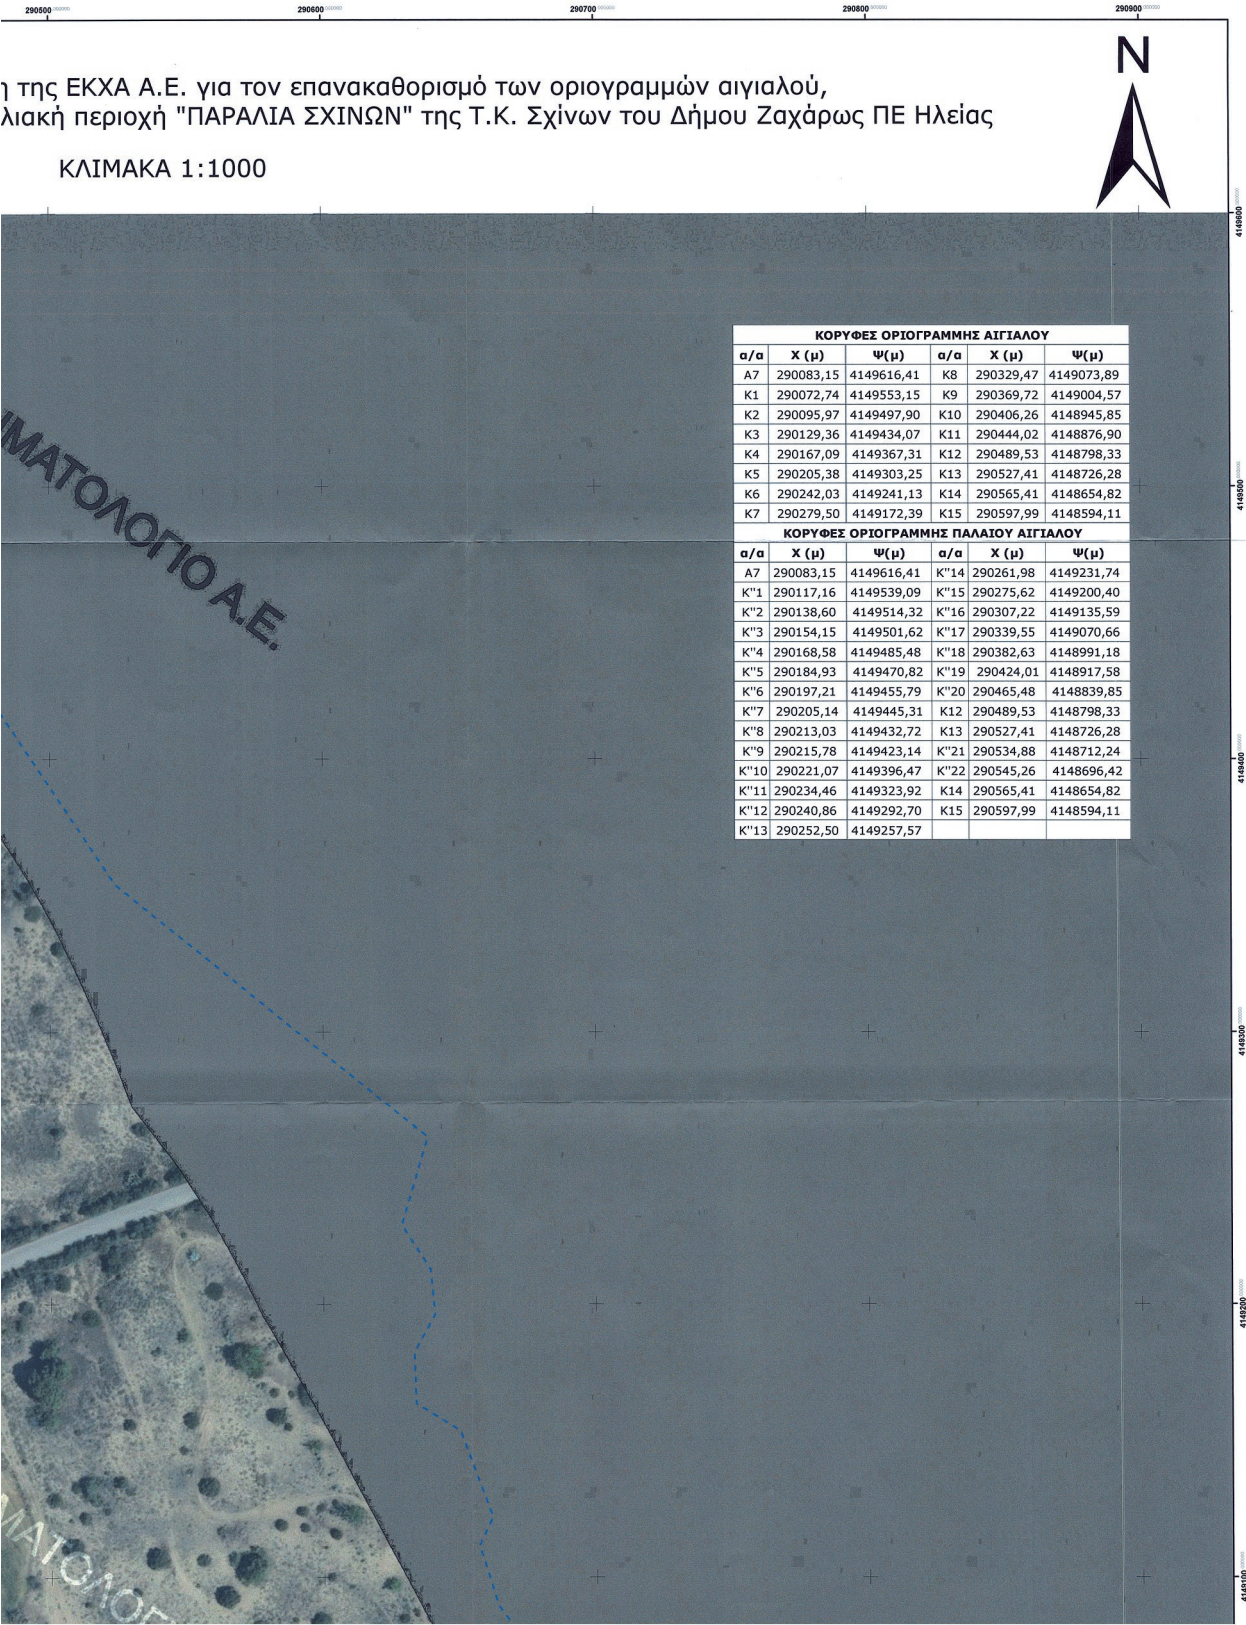 290500 290600 290700 290800 290900
N
η της ΕΚΧΑ Α.Ε. για τον επανακαθορισμό των οριογραμμών αιγιαλού,
λιακή περιοχή "ΠΑΡΑΛΙΑ ΣΧΙΝΩΝ" της Τ.Κ. Σχίνων του Δήμου Ζαχάρως ΠΕ Ηλείας
ΚΛΙΜΑΚΑ 1:1000
4149600
ΚΟΡΥΦΕΣ ΟΡΙΟΓΡΑΜΜΗΣ ΑΙΓΙΑΛΟΥ
α/α Χ (μ) Ψ(μ) α/α Χ (μ) Ψ(μ)
Α7 290083,15 4149616,41 Κ8 290329,47 4149073,89
Κ1 290072,74 4149553,15 Κ9 290369,72 4149004,57
Κ2 290095,97 4149497,90 Κ10 290406,26 4148945,85
Κ3 290129,36 4149434,07 Κ11 290444,02 4148876,90
Κ4 290167,09 4149367,31 Κ12 290489,53 4148798,33
Κ5 290205,38 4149303,25 Κ13 290527,41 4148726,28
Κ6 290242,03 4149241,13 Κ14 290565,41 4148654,82
Κ7 290279,50 4149172,39 Κ15 290597,99 4148594,11
ΚΟΡΥΦΕΣ ΟΡΙΟΓΡΑΜΜΗΣ ΠΑΛΑΙΟΥ ΑΙΓΙΑΛΟΥ
α/α Χ (μ) Ψ(μ) α/α Χ (μ) Ψ(μ)
Α7 290083,15 4149616,41 Κ''14 290261,98 4149231,74
Κ''1 290117,16 4149539,09 Κ''15 290275,62 4149200,40
Κ''2 290138,60 4149514,32 Κ''16 290307,22 4149135,59
Κ''3 290154,15 4149501,62 Κ''17 290339,55 4149070,66
Κ''4 290168,58 4149485,48 Κ''18 290382,63 4148991,18
Κ''5 290184,93 4149470,82 Κ''19 290424,01 4148917,58
Κ''6 290197,21 4149455,79 Κ''20 290465,48 4148839,85
Κ''7 290205,14 4149445,31 Κ12 290489,53 4148798,33
Κ''8 290213,03 4149432,72 Κ13 290527,41 4148726,28
Κ''9 290215,78 4149423,14 Κ''21 290534,88 4148712,24
Κ''10 290221,07 4149396,47 Κ''22 290545,26 4148696,42
Κ''11 290234,46 4149323,92 Κ14 290565,41 4148654,82
Κ''12 290240,86 4149292,70 Κ15 290597,99 4148594,11
Κ''13 290252,50 4149257,57
ΜΑΤΟΛΟΓΙΟ Α.Ε.
4149500
4149400
4149300
4149200
ΜΑΤΟΛΟΓ
4149100